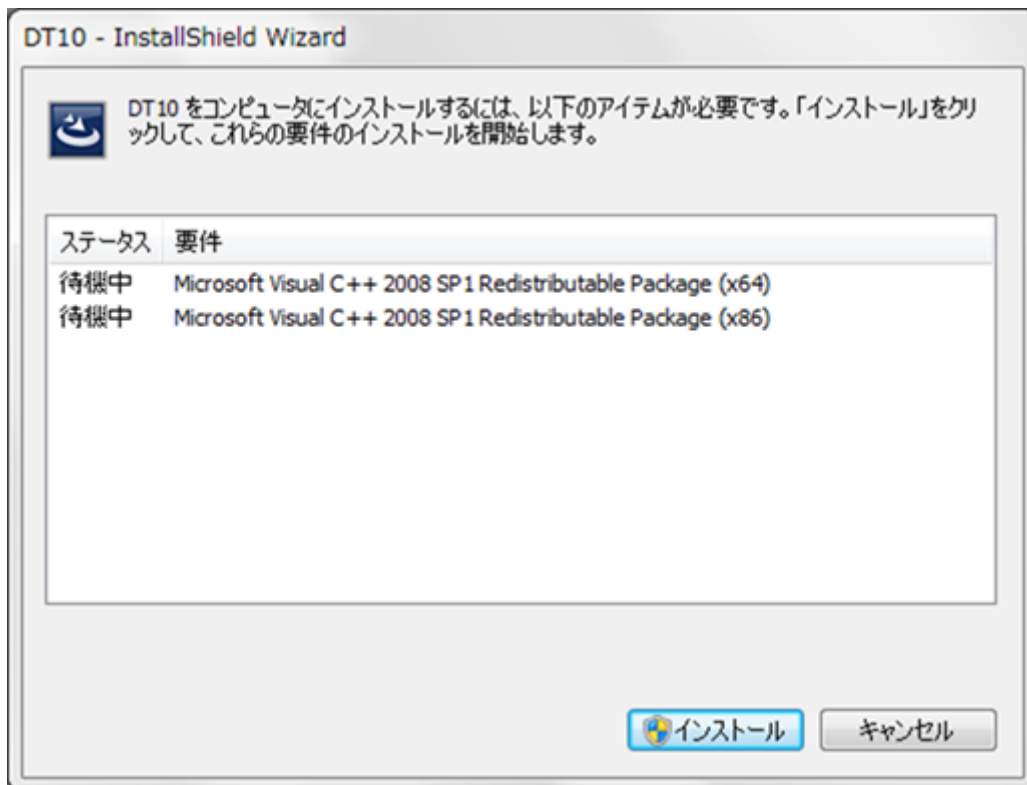 DT10 - InstallShield Wizard
DT10 をコンピュータにインストールするには、以下のアイテムが必要です。「インストール」をクリ
ックして、これらの要件のインストールを開始します。
ステータス 要件
待機中 Microsoft Visual C++ 2008 SP1 Redistributable Package (x64)
待機中 Microsoft Visual C++ 2008 SP1 Redistributable Package (x86)
インストール キャンセル